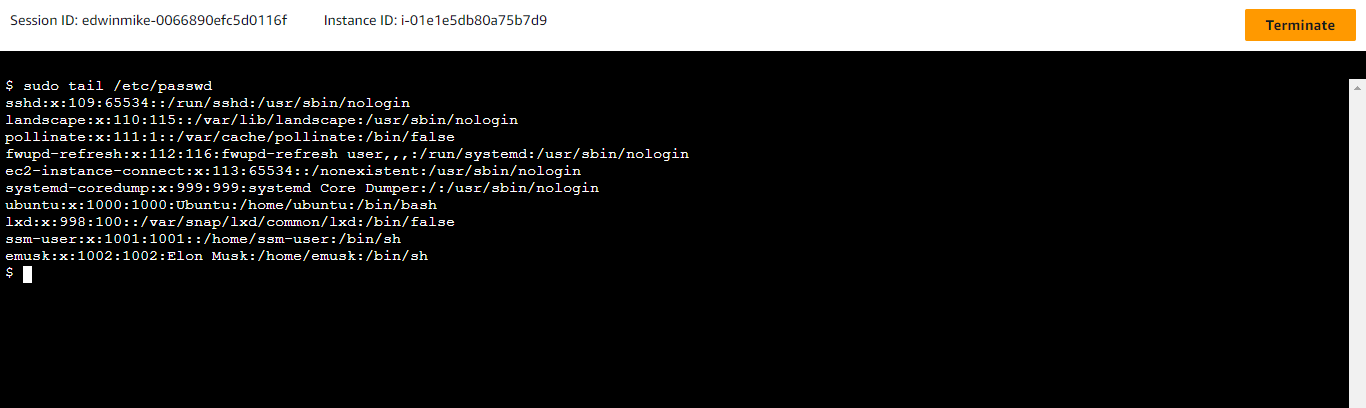 Session ID: edwinmike-0066890efc5d0116f Instance ID: i-01e1e5db80a75b7d9 Terminate
$ sudo tail /etc/passwd
sshd:x:109:65534::/run/sshd:/usr/sbin/nologin
landscape:x:110:115::/var/lib/landscape:/usr/sbin/nologin
pollinate:x:111:1::/var/cache/pollinate:/bin/false
fwupd-refresh:x:112:116:fwupd-refresh user,,,:/run/systemd:/usr/sbin/nologin
ec2-instance-connect:x:113:65534::/nonexistent:/usr/sbin/nologin
systemd-coredump:x:999:999:systemd Core Dumper:/:/usr/sbin/nologin
ubuntu:x:1000:1000:Ubuntu:/home/ubuntu:/bin/bash
lxd:x:998:100::/var/snap/lxd/common/lxd:/bin/false
ssm-user:x:1001:1001::/home/ssm-user:/bin/sh
emusk:x:1002:1002:Elon Musk:/home/emusk:/bin/sh
$